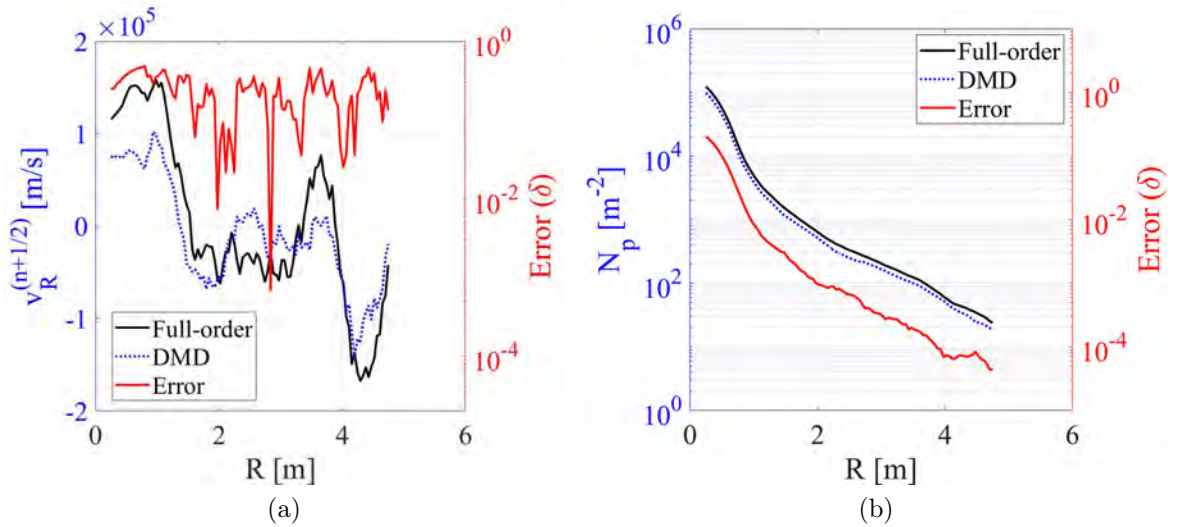 ×10^5
2
1
0
-1
-2
v_R^(n+1/2) [m/s]
10^0
10^-2
10^-4
Error (δ)
Full-order
DMD
Error
0 2 4 6
R [m]
(a)
10^6
10^4
10^2
10^0
N_p [m^-2]
Full-order
DMD
Error
10^0
10^-2
10^-4
Error (δ)
0 2 4 6
R [m]
(b)